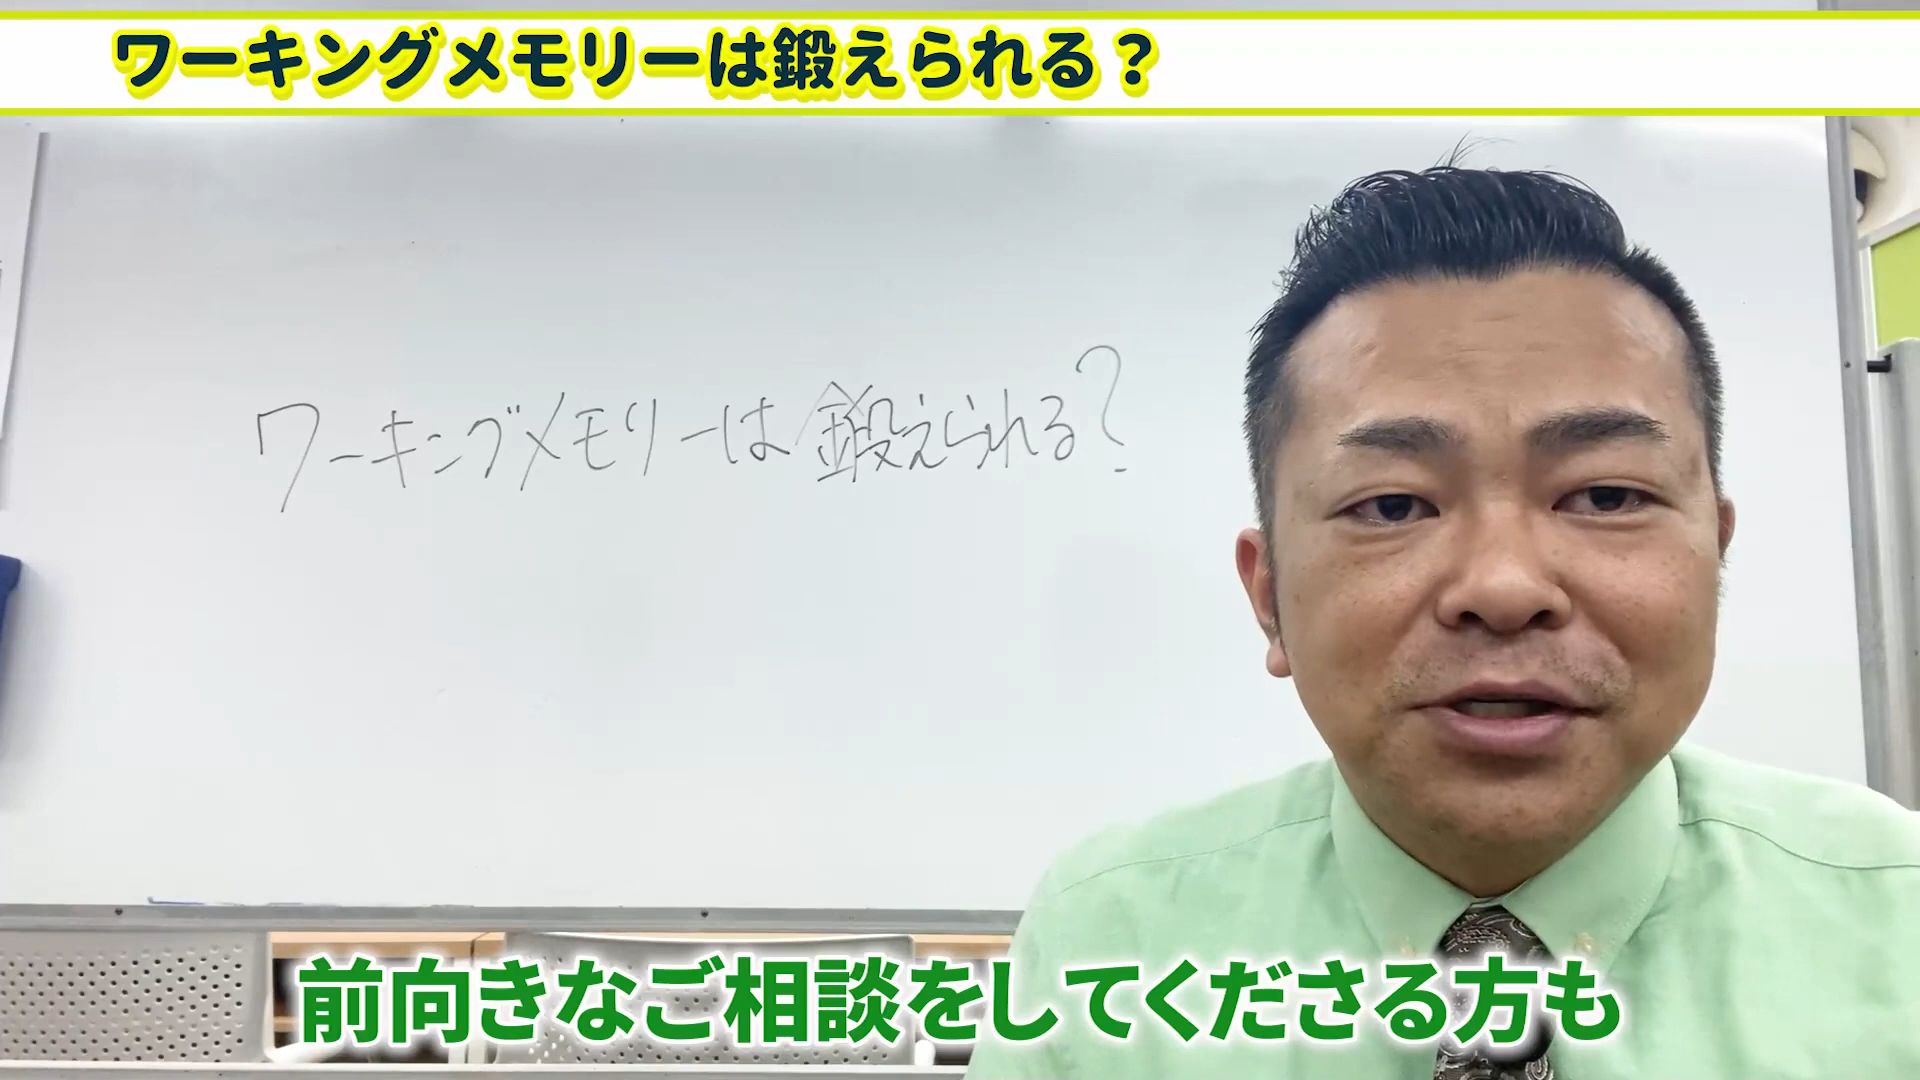 ワーキングメモリーは鍛えられる？
ワーキングメモリーは鍛えられる?
前向きなご相談をしてくださる方も